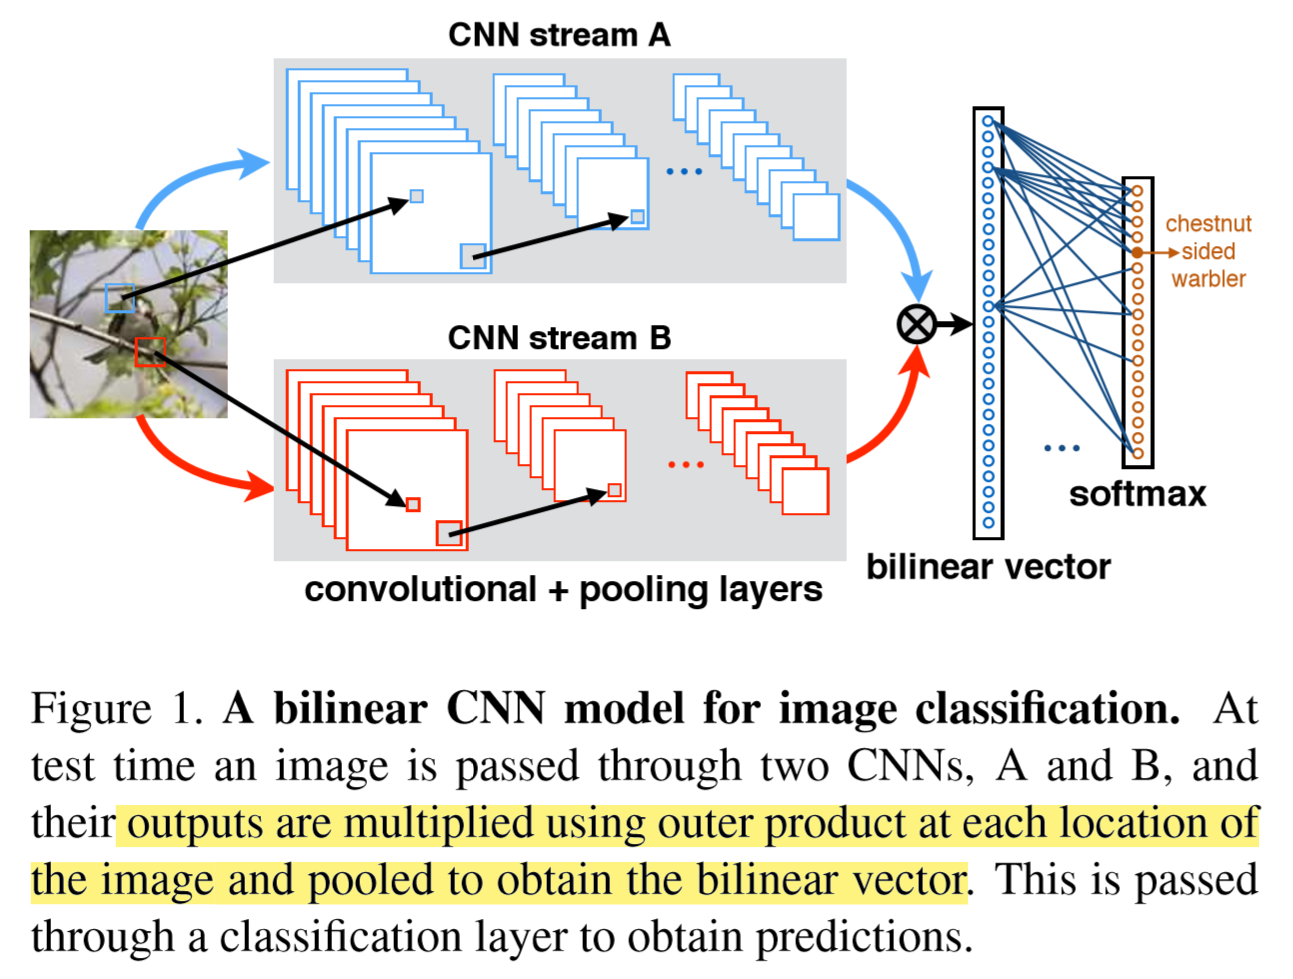 CNN stream A
chestnut
sided
warbler
CNN stream B
softmax
bilinear vector
convolutional + pooling layers
Figure 1. A bilinear CNN model for image classification. At
test time an image is passed through two CNNs, A and B, and
their outputs are multiplied using outer product at each location of
the image and pooled to obtain the bilinear vector. This is passed
through a classification layer to obtain predictions.